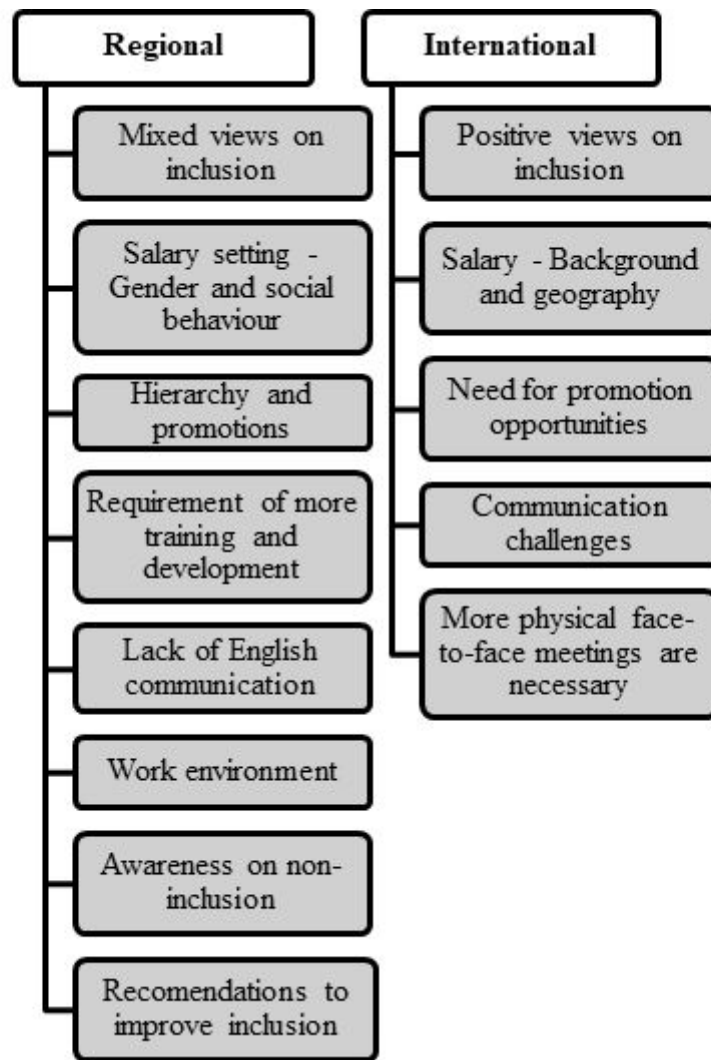 Regional
Mixed views on
inclusion
Salary setting -
Gender and social
behaviour
Hierarchy and
promotions
Requirement of more
training and
development
Lack of English
communication
Work environment
Awareness on non-
inclusion
Recomendations to
improve inclusion
International
Positive views on
inclusion
Salary - Background
and geography
Need for promotion
opportunities
Communication
challenges
More physical face-
to-face meetings are
necessary